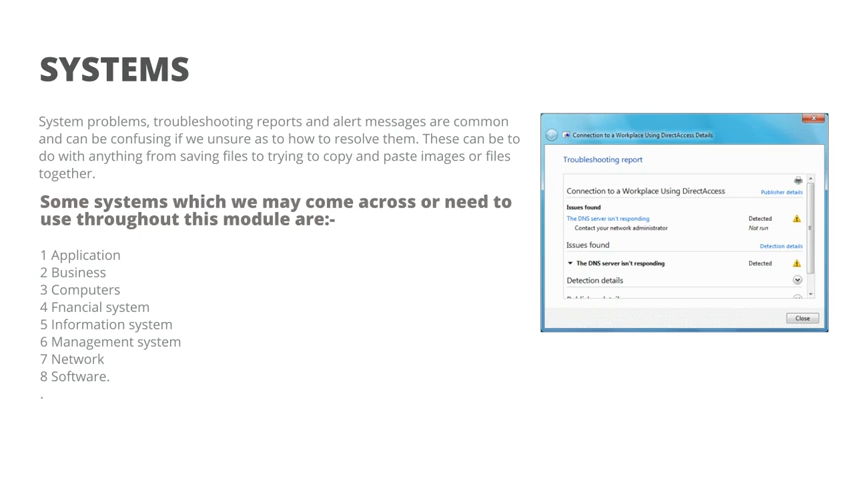 SYSTEMS
System problems, troubleshooting reports and alert messages are common
and can be confusing if we unsure as to how to resolve them. These can be to
do with anything from saving files to trying to copy and paste images or files
together.
Some systems which we may come across or need to
use throughout this module are:-
1 Application
2 Business
3 Computers
4 Fnancial system
5 Information system
6 Management system
7 Network
8 Software.
.
Connection to a Workplace Using DirectAccess Details
Troubleshooting report
Connection to a Workplace Using DirectAccess Publisher details
Issues found
The DNS server isn't responding Detected
Contact your network administrator Not run
Issues found Detection details
The DNS server isn't responding Detected
Detection details
Close